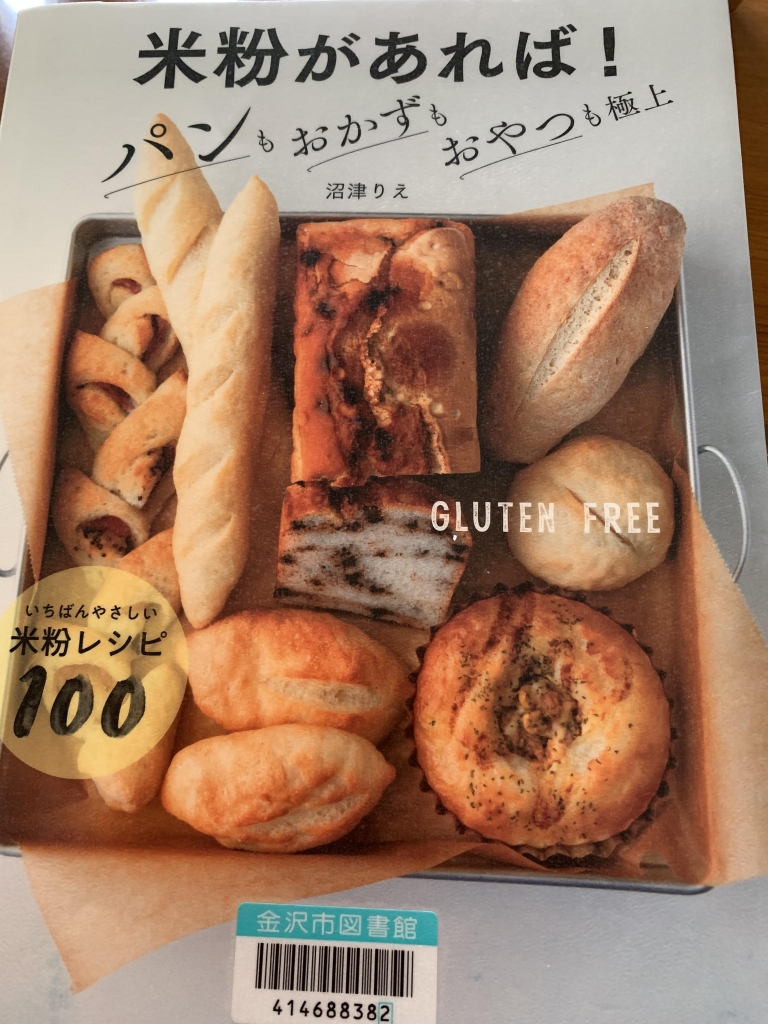 米粉があれば!
パンもおかずもおやつも極上
沼津りえ
GLUTEN FREE
いちばんやさしい
米粉レシピ
100
金沢市図書館
414688382